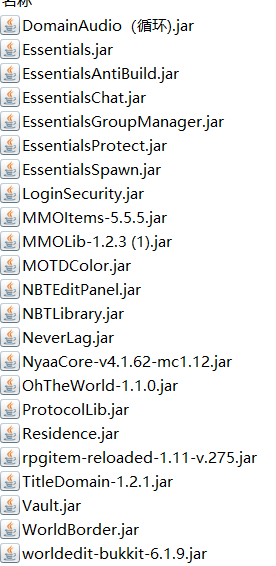 名称
DomainAudio（循环).jar
Essentials.jar
EssentialsAntiBuild.jar
EssentialsChat.jar
EssentialsGroupManager.jar
EssentialsProtect.jar
EssentialsSpawn.jar
LoginSecurity.jar
MMOItems-5.5.5.jar
MMOLib-1.2.3 (1).jar
MOTDColor.jar
NBTEditPanel.jar
NBTLibrary.jar
NeverLag.jar
NyaaCore-v4.1.62-mc1.12.jar
OhTheWorld-1.1.0.jar
ProtocolLib.jar
Residence.jar
rpgitem-reloaded-1.11-v.275.jar
TitleDomain-1.2.1.jar
Vault.jar
WorldBorder.jar
worldedit-bukkit-6.1.9.jar